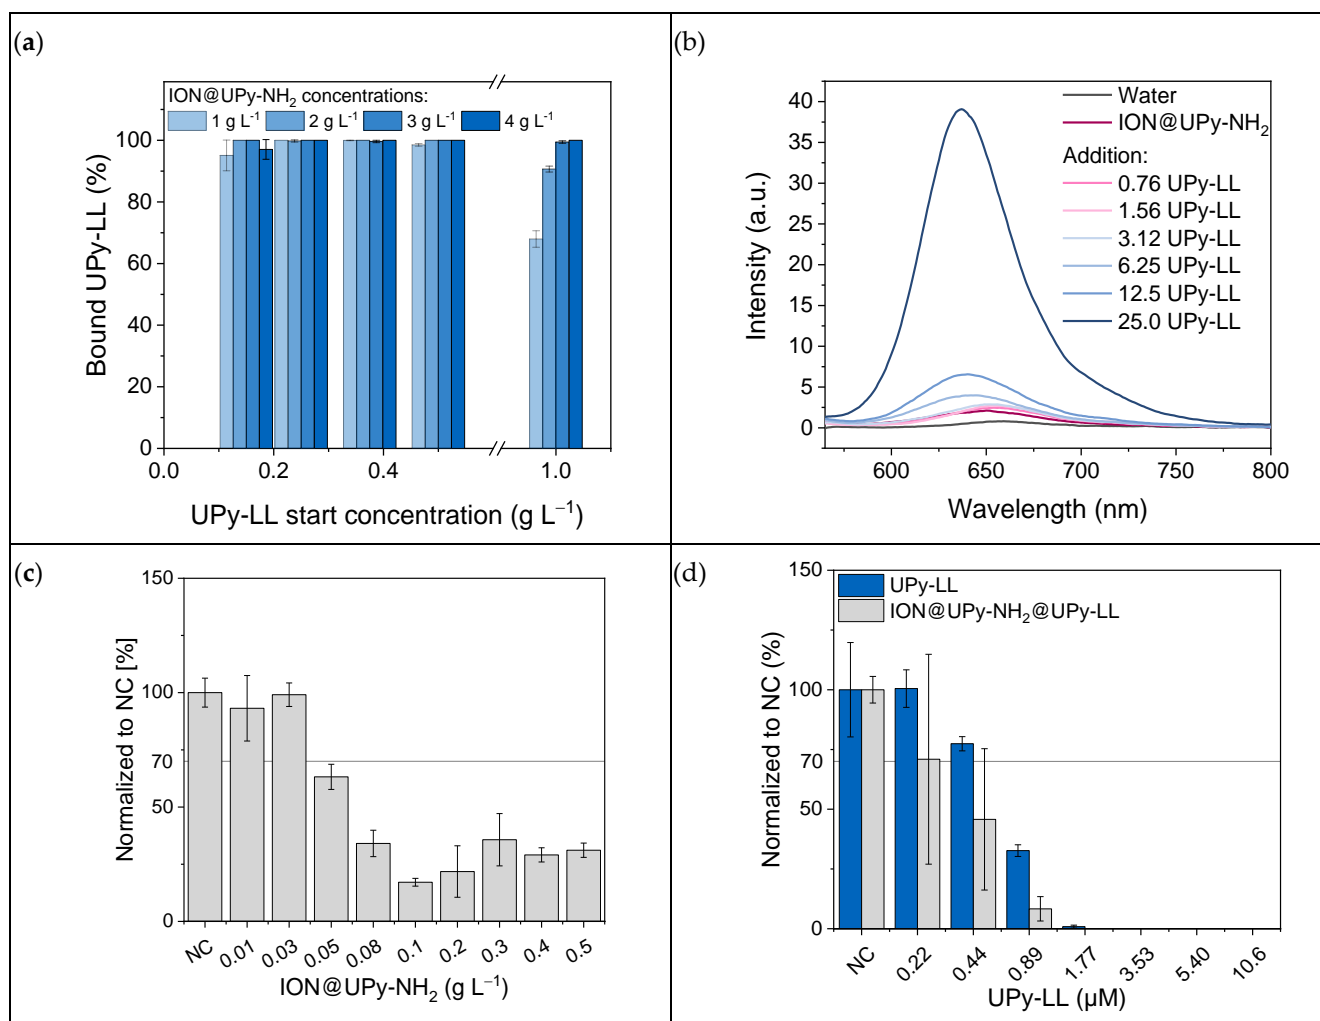 (a)
ION@UPy-NH₂ concentrations:
1 g L⁻¹ 2 g L⁻¹ 3 g L⁻¹ 4 g L⁻¹
100
80
60
40
20
0
Bound UPy-LL (%)
0.0 0.2 0.4 1.0
UPy-LL start concentration (g L⁻¹)
(b)
Water
ION@UPy-NH₂
Addition:
0.76 UPy-LL
1.56 UPy-LL
3.12 UPy-LL
6.25 UPy-LL
12.5 UPy-LL
25.0 UPy-LL
40
35
30
25
20
15
10
5
0
Intensity (a.u.)
600 650 700 750 800
Wavelength (nm)
(c)
150
100
70
50
0
Normalized to NC [%]
NC 0.01 0.03 0.05 0.08 0.1 0.2 0.3 0.4 0.5
ION@UPy-NH₂ (g L⁻¹)
(d)
UPy-LL
ION@UPy-NH₂@UPy-LL
150
100
70
50
0
Normalized to NC (%)
NC 0.22 0.44 0.89 1.77 3.53 5.40 10.6
UPy-LL (µM)